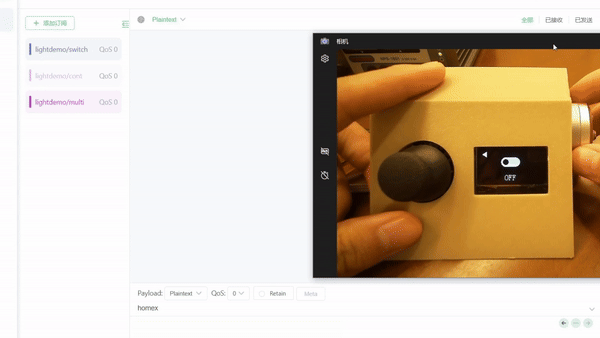 + 添加订阅
Plaintext
全部
已接收
已发送
lightdemo/switch QoS 0
lightdemo/cont QoS 0
lightdemo/multi QoS 0
相机
OFF
Payload: Plaintext QoS: 0 Retain Meta
homex